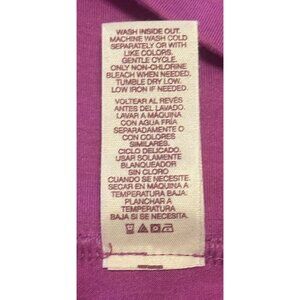 WASH INSIDE OUT.
MACHINE WASH COLD
SEPARATELY OR WITH
LIKE COLORS.
GENTLE CYCLE.
ONLY NON-CHLORINE
BLEACH WHEN NEEDED.
TUMBLE DRY LOW.
LOW IRON IF NEEDED.
VOLTEAR AL REVÉS
ANTES DEL LAVADO.
LAVAR A MÁQUINA
CON AGUA FRÍA
SEPARADAMENTE O
CON COLORES
SIMILARES.
CICLO DELICADO.
USAR SOLAMENTE
BLANQUEADOR
SIN CLORO
CUANDO SE NECESITE.
SECAR EN MÁQUINA A
TEMPERATURA BAJA.
PLANCHAR A
TEMPERATURA
BAJA SI SE NECESITA.